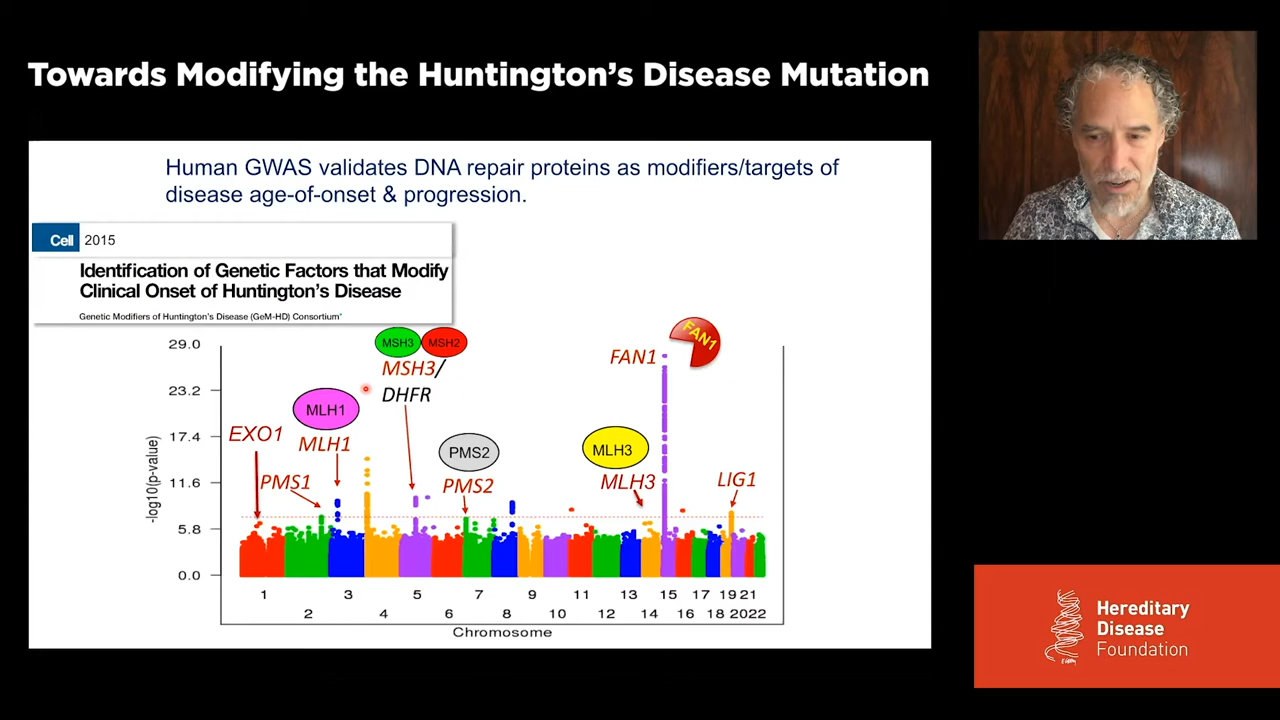 Towards Modifying the Huntington's Disease Mutation
Human GWAS validates DNA repair proteins as modifiers/targets of
disease age-of-onset & progression.
Cell 2015
Identification of Genetic Factors that Modify
Clinical Onset of Huntington's Disease
Genetic Modifiers of Huntington's Disease (GeM-HD) Consortium*
29.0
23.2
17.4
11.6
5.8
0.0
-log10(p-value)
MSH3 MSH2
MSH3/
DHFR
MLH1
MLH1
EXO1
PMS1
PMS2
PMS2
MLH3
MLH3
FAN1
FAN1
LIG1
1 3 5 7 9 11 13 15 17 19 21
2 4 6 8 10 12 14 16 18 20 22
Chromosome
Hereditary
Disease
Foundation